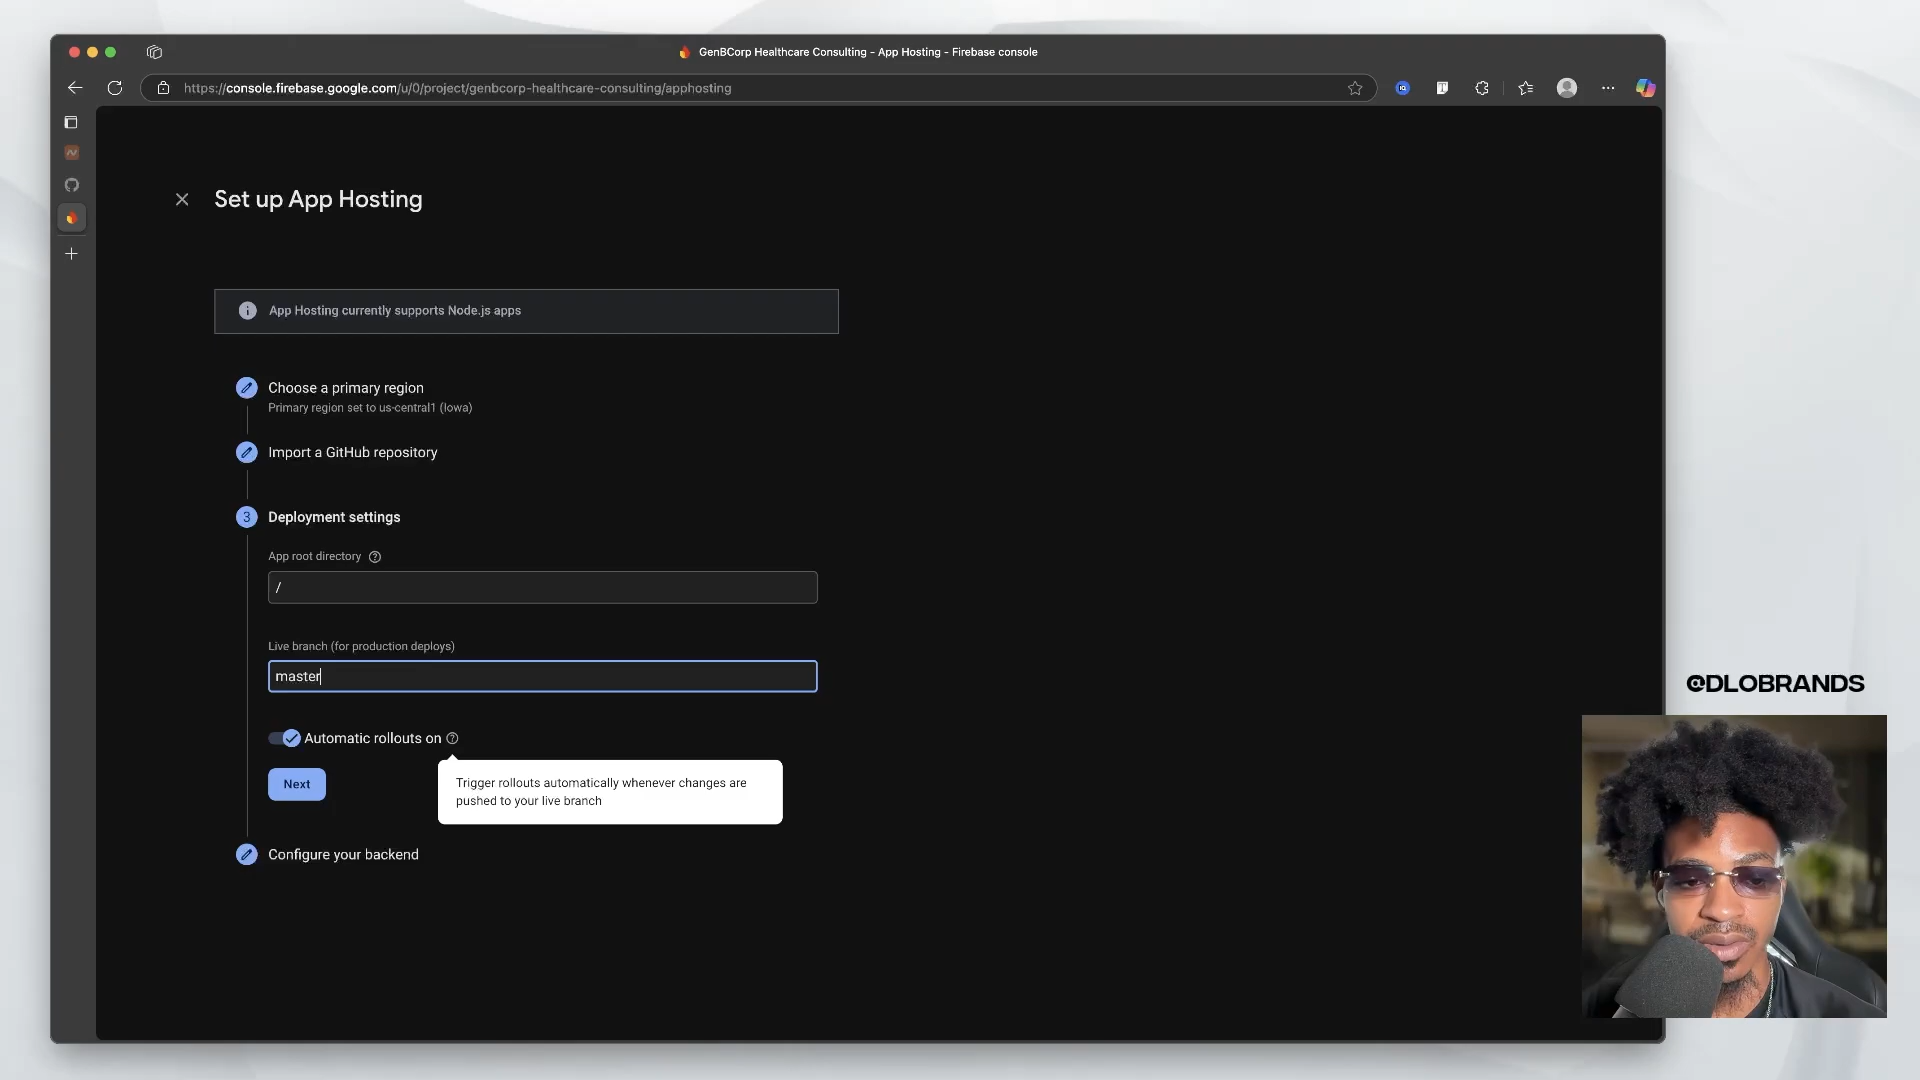 GenBCorp Healthcare Consulting - App Hosting - Firebase console
https://console.firebase.google.com/u/0/project/genbcorp-healthcare-consulting/apphosting
Set up App Hosting
App Hosting currently supports Node.js apps
Choose a primary region
Primary region set to us-central1 (Iowa)
Import a GitHub repository
3 Deployment settings
App root directory
/
Live branch (for production deploys)
master
Automatic rollouts on
Next
Trigger rollouts automatically whenever changes are
pushed to your live branch
Configure your backend
@DLOBRANDS